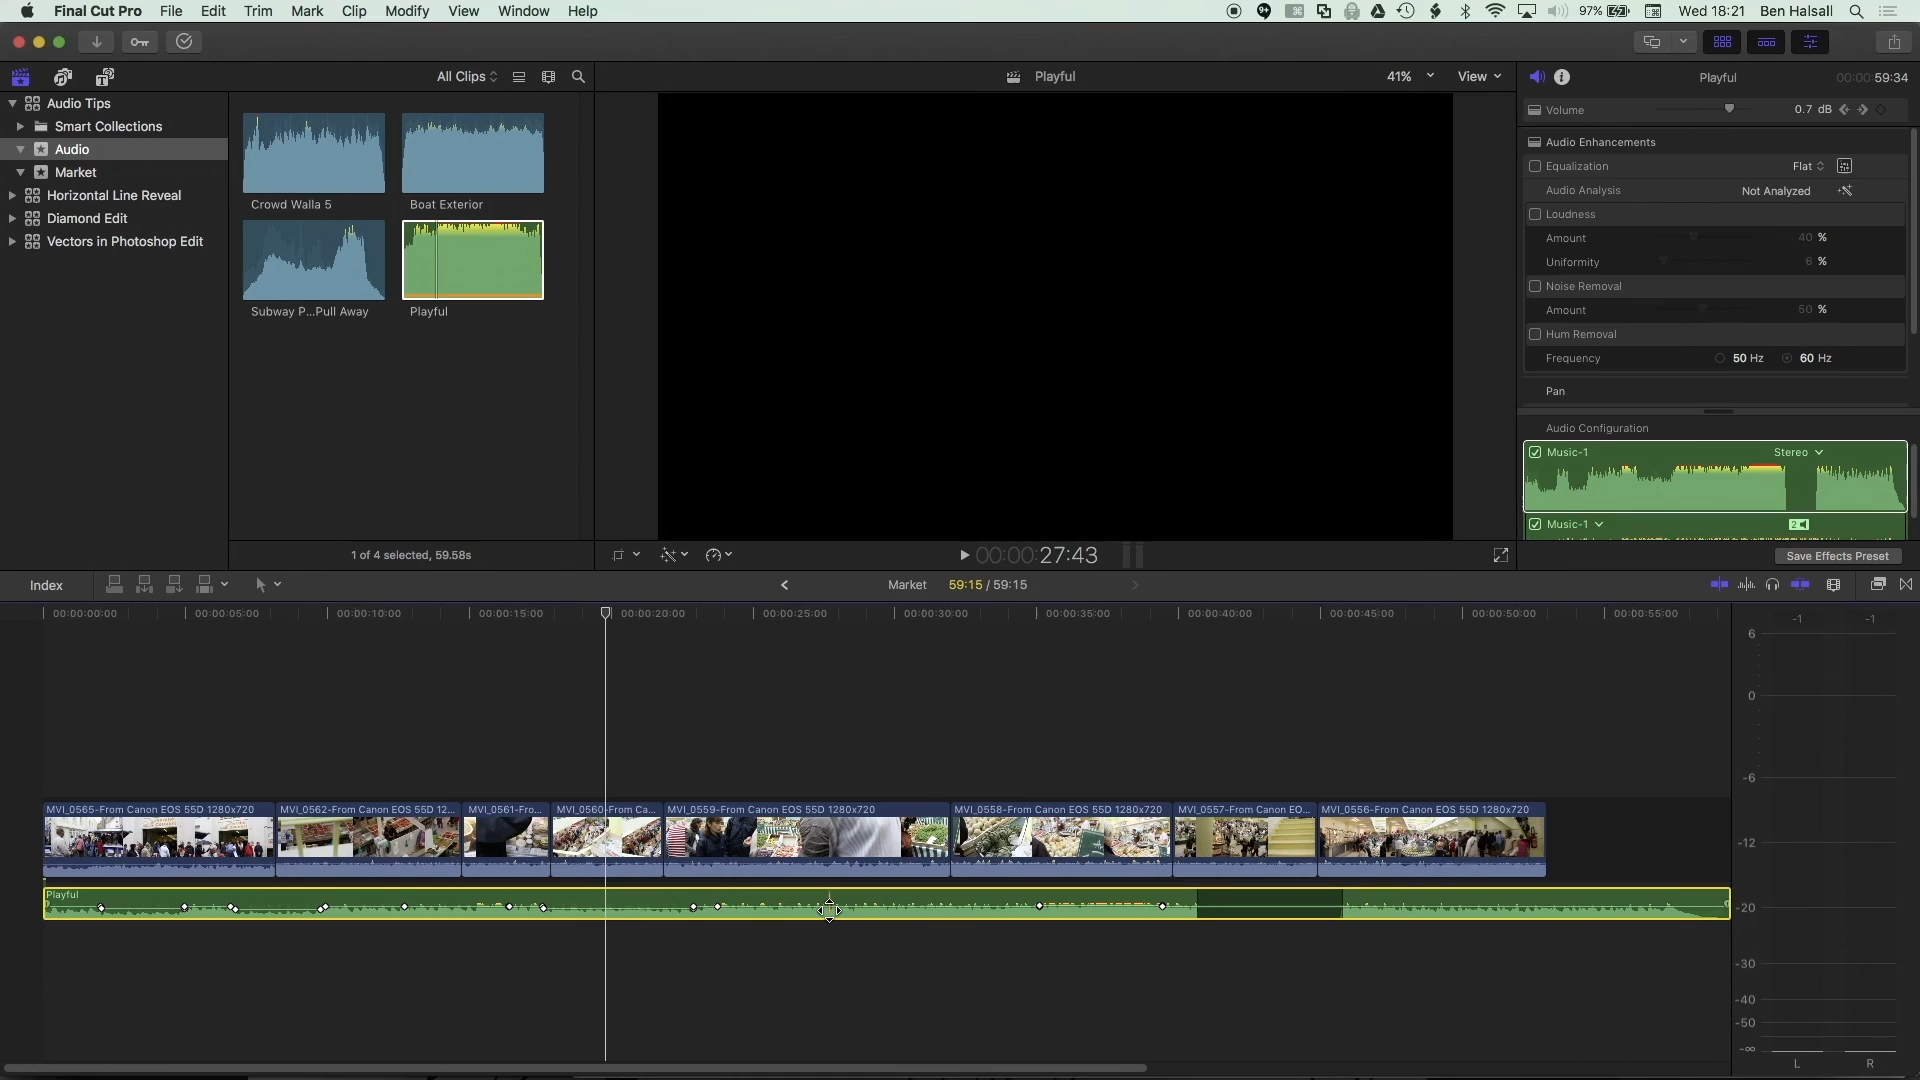 Final Cut Pro File Edit Trim Mark Clip Modify View Window Help
97% Wed 18:21 Ben Halsall
All Clips
Playful
41%
View
Playful
00:00:59:34
Audio Tips
Smart Collections
Audio
Market
Horizontal Line Reveal
Diamond Edit
Vectors in Photoshop Edit
Crowd Walla 5
Boat Exterior
Subway P...Pull Away
Playful
Volume 0.7 dB
Audio Enhancements
Equalization Flat
Audio Analysis Not Analyzed
Loudness
Amount 40 %
Uniformity 6 %
Noise Removal
Amount 50 %
Hum Removal
Frequency 50 Hz 60 Hz
Pan
Audio Configuration
Music-1 Stereo
Music-1 2
Save Effects Preset
1 of 4 selected, 59.58s
00:00:27:43
Index
Market 59:15 / 59:15
00:00:00:00 00:00:05:00 00:00:10:00 00:00:15:00 00:00:20:00 00:00:25:00 00:00:30:00 00:00:35:00 00:00:40:00 00:00:45:00 00:00:50:00 00:00:55:00
MVI_0565-From Canon EOS 55D 1280x720
MVI_0562-From Canon EOS 55D 12...
MVI_0561-Fro...
MVI_0560-From Ca...
MVI_0559-From Canon EOS 55D 1280x720
MVI_0558-From Canon EOS 55D 1280x720
MVI_0557-From Canon EO...
MVI_0556-From Canon EOS 55D 1280x720
Playful
-1 -1
6
0
-6
-12
-20
-30
-40
-50
-∞
L R